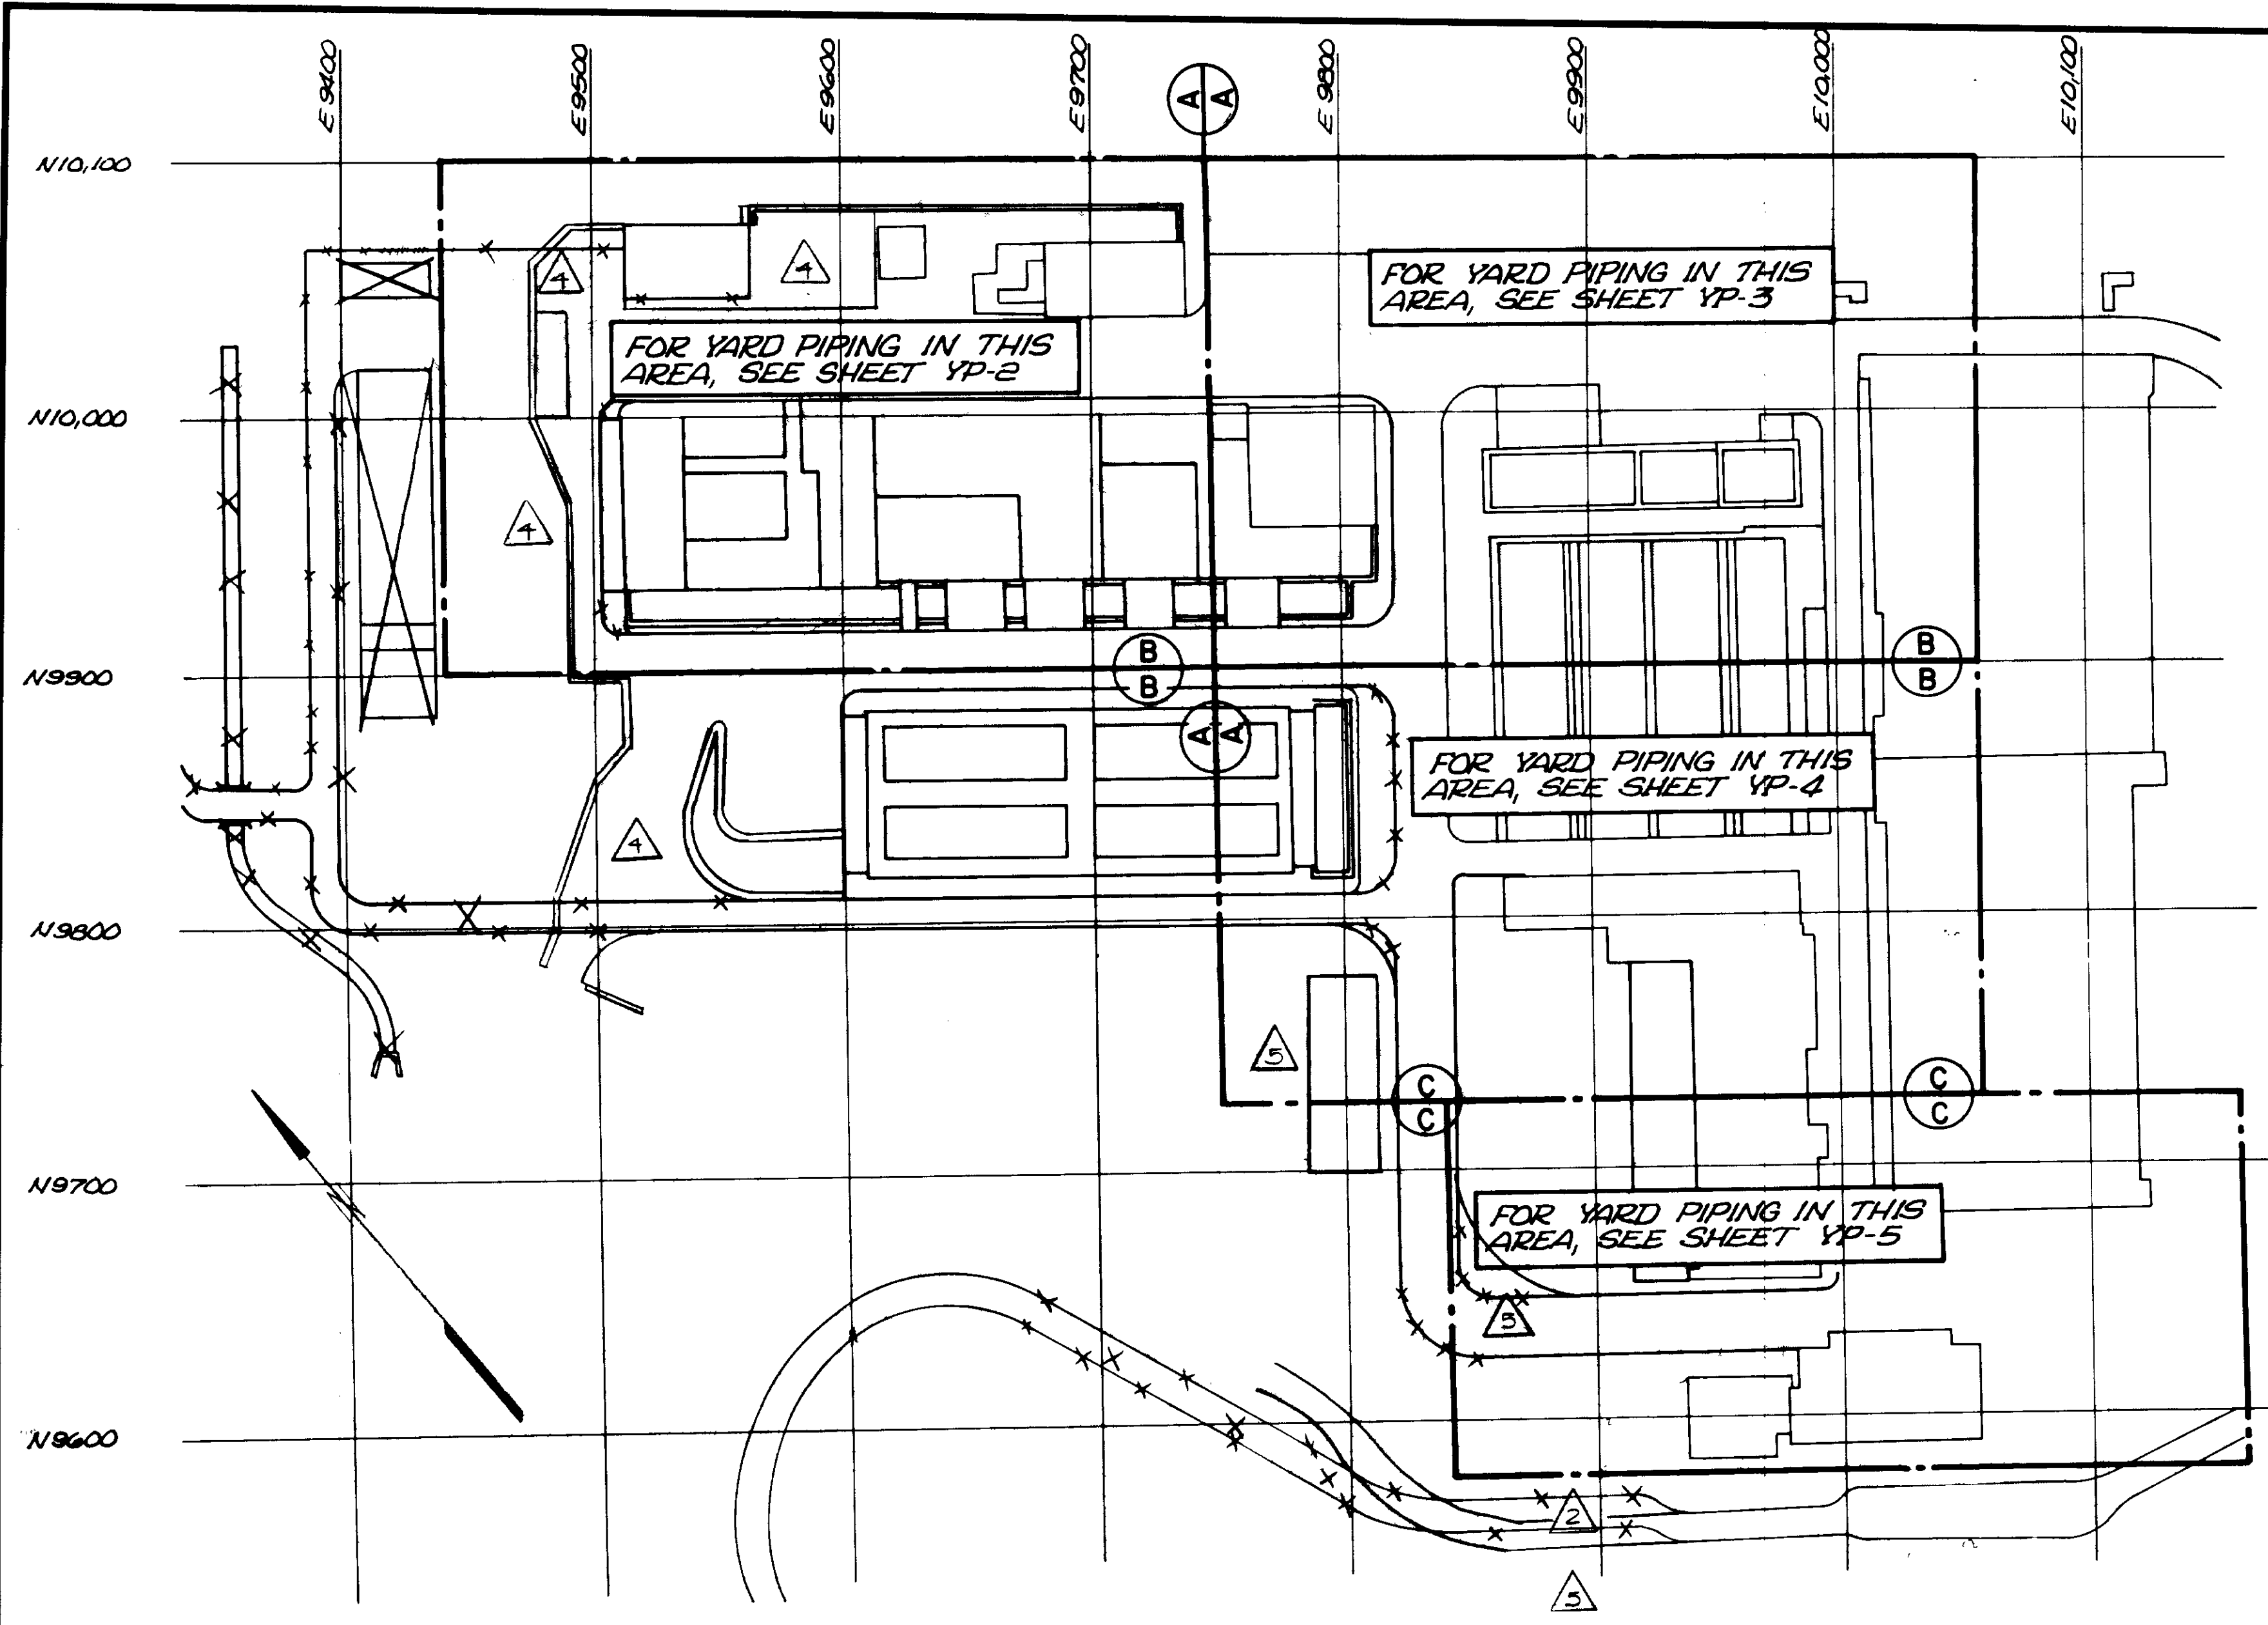 E9400
E9500
E9600
E9700
E9800
E9900
E10,000
E10,100
A A
N10,100
4
4
FOR YARD PIPING IN THIS
AREA, SEE SHEET YP-3
FOR YARD PIPING IN THIS
AREA, SEE SHEET YP-2
N10,000
4
N9900
B
B
B
B
A A
FOR YARD PIPING IN THIS
AREA, SEE SHEET YP-4
4
N9800
5
C
C
C
C
N9700
N
FOR YARD PIPING IN THIS
AREA, SEE SHEET YP-5
5
N9600
2
5